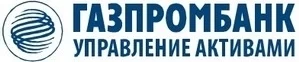 ГАЗПРОМБАНК
УПРАВЛЕНИЕ АКТИВАМИ